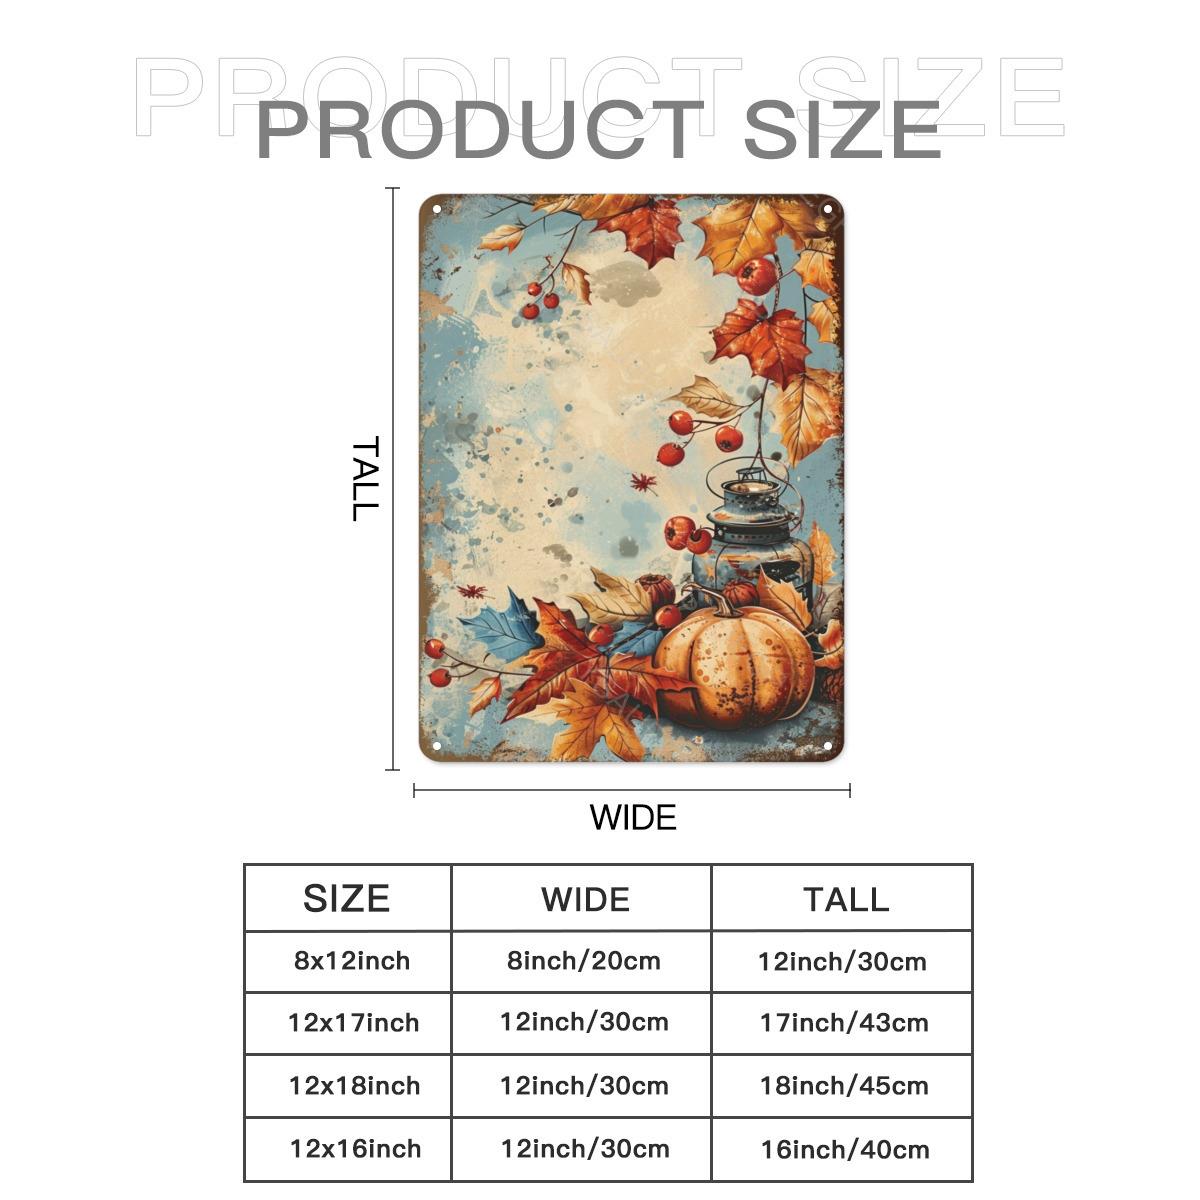 PRODUCT SIZE
PRODUCT SIZE
TALL
WIDE
SIZE WIDE TALL
8x12inch 8inch/20cm 12inch/30cm
12x17inch 12inch/30cm 17inch/43cm
12x18inch 12inch/30cm 18inch/45cm
12x16inch 12inch/30cm 16inch/40cm